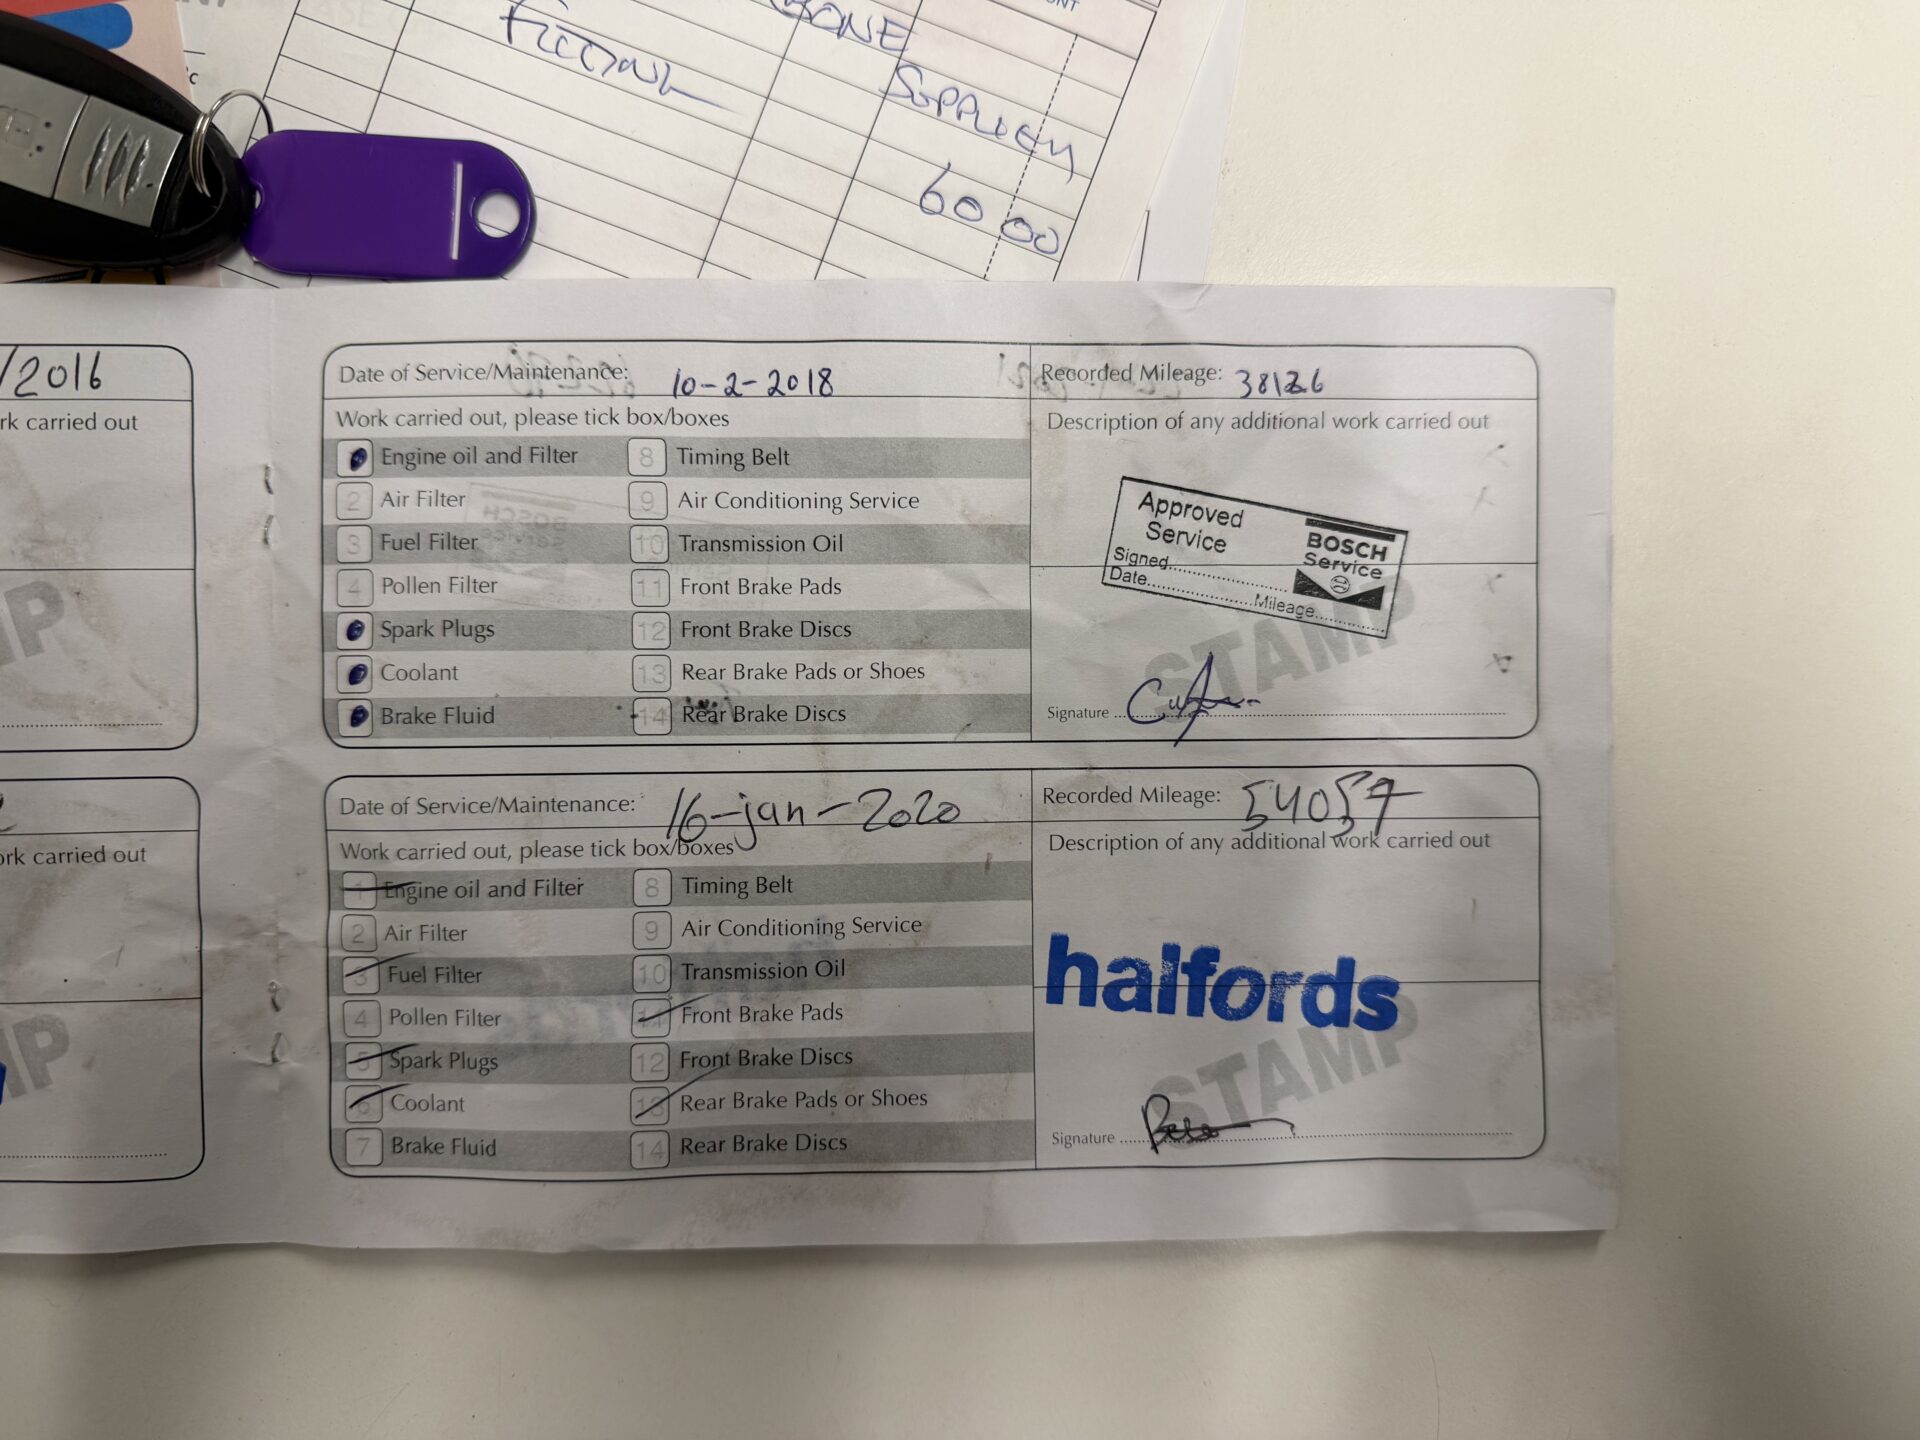 FITTING
SUPPLIED
60 00
/2016
rk carried out
Date of Service/Maintenance: 10-2-2018
Recorded Mileage: 38126
Work carried out, please tick box/boxes
Description of any additional work carried out
Engine oil and Filter
8 Timing Belt
2 Air Filter
9 Air Conditioning Service
3 Fuel Filter
10 Transmission Oil
4 Pollen Filter
11 Front Brake Pads
Spark Plugs
12 Front Brake Discs
Coolant
13 Rear Brake Pads or Shoes
Brake Fluid
14 Rear Brake Discs
Approved
Service
BOSCH
Service
Signed
Date
Mileage
STAMP
Signature
ork carried out
Date of Service/Maintenance: 16-jan-2020
Recorded Mileage: 54057
Work carried out, please tick box/boxes
Description of any additional work carried out
1 Engine oil and Filter
8 Timing Belt
2 Air Filter
9 Air Conditioning Service
3 Fuel Filter
10 Transmission Oil
4 Pollen Filter
11 Front Brake Pads
5 Spark Plugs
12 Front Brake Discs
6 Coolant
13 Rear Brake Pads or Shoes
7 Brake Fluid
14 Rear Brake Discs
halfords
STAMP
Signature